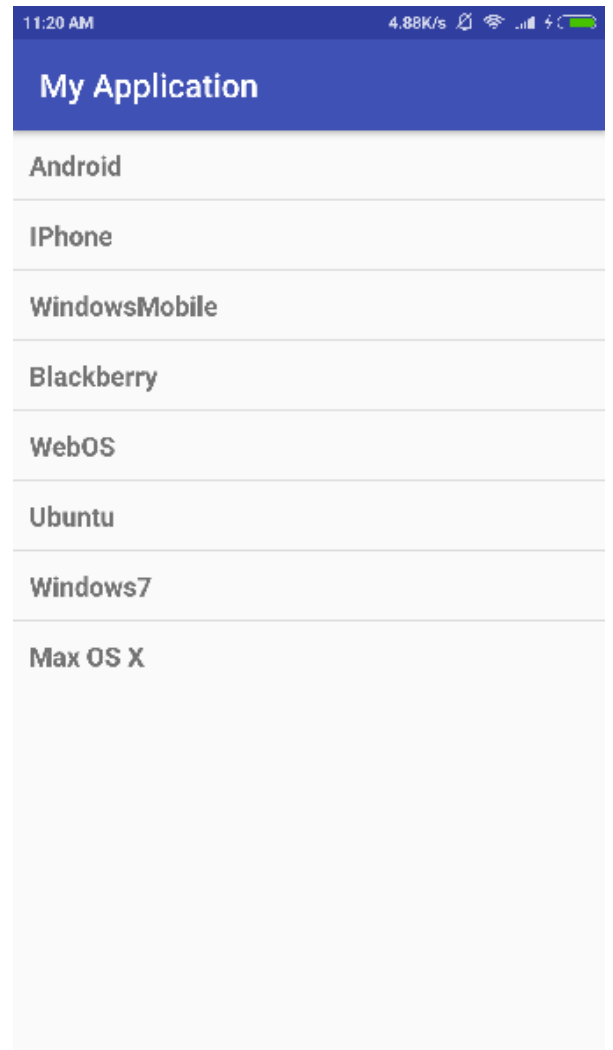 11:20 AM 4.88K/s
My Application
Android
IPhone
WindowsMobile
Blackberry
WebOS
Ubuntu
Windows7
Max OS X